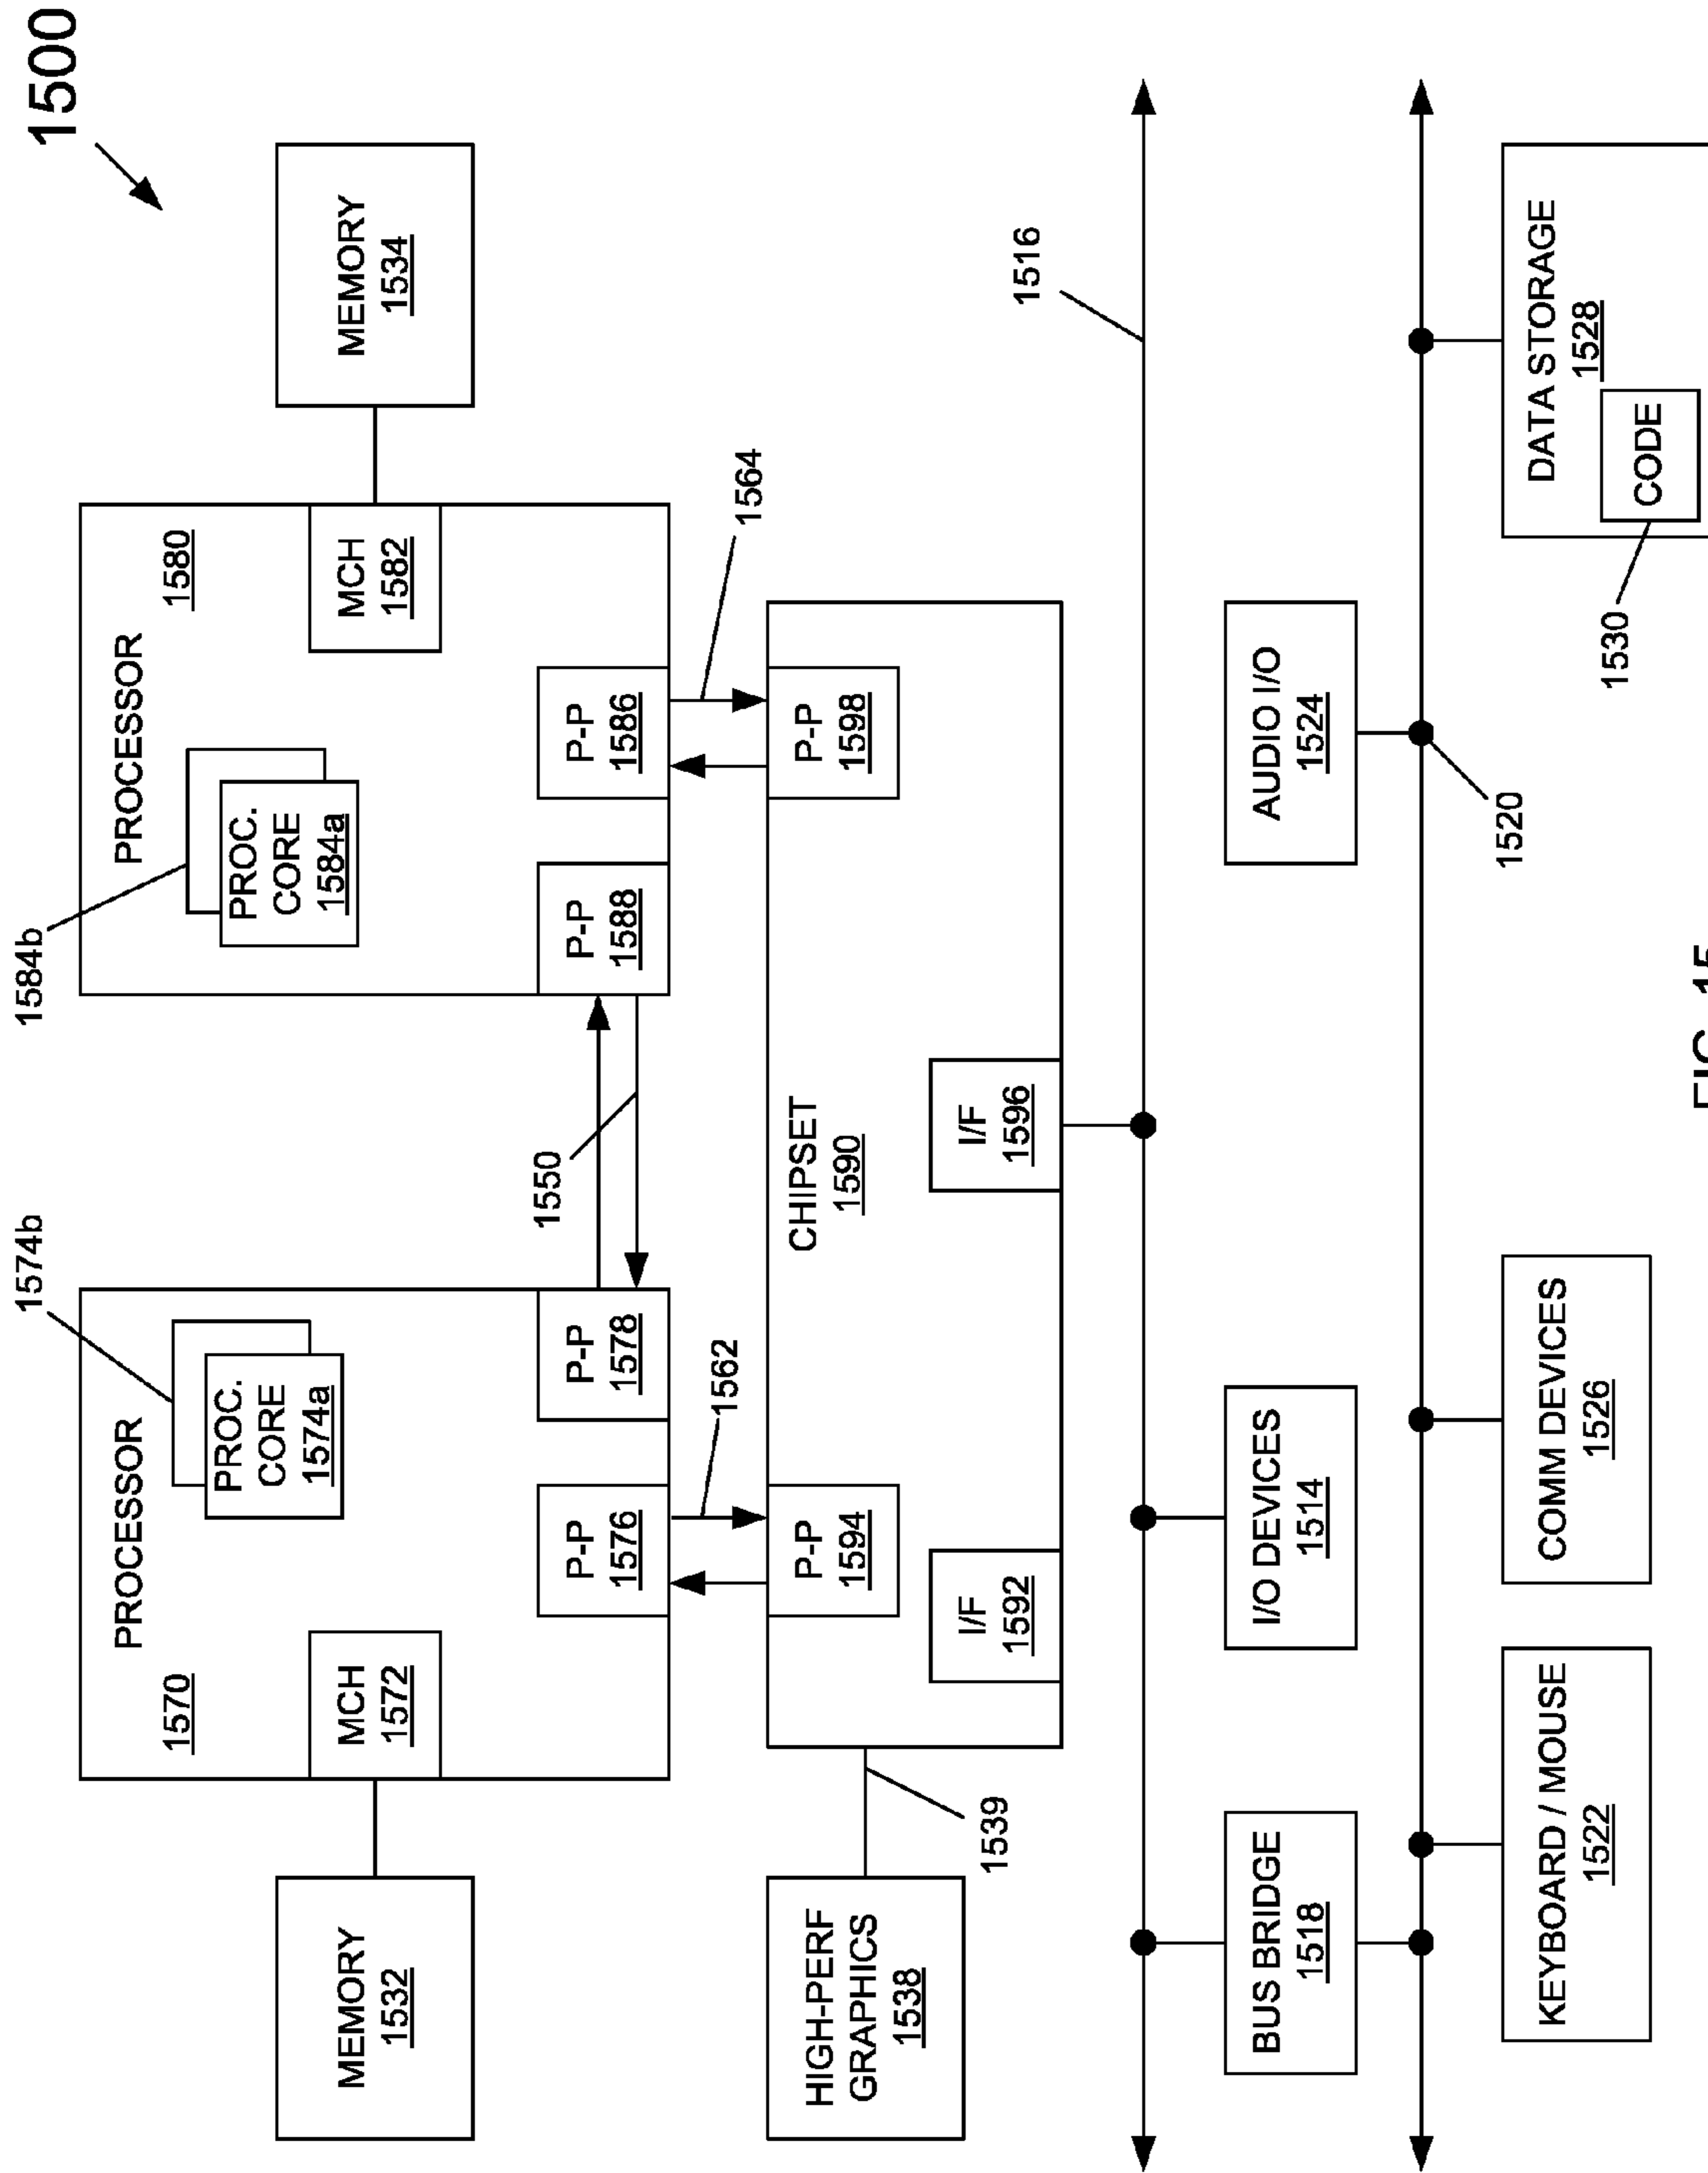 1500
1574b
1584b
PROCESSOR
1570
PROC.
CORE
1574a
MCH
1572
P-P
1576
P-P
1578
PROCESSOR
1580
PROC.
CORE
1584a
MCH
1582
P-P
1588
P-P
1586
MEMORY
1532
MEMORY
1534
1550
1562
1564
HIGH-PERF
GRAPHICS
1538
1539
P-P
1594
CHIPSET
1590
P-P
1598
I/F
1592
I/F
1596
1516
BUS BRIDGE
1518
I/O DEVICES
1514
AUDIO I/O
1524
1520
KEYBOARD / MOUSE
1522
COMM DEVICES
1526
DATA STORAGE
1528
CODE
1530
FIG. 15